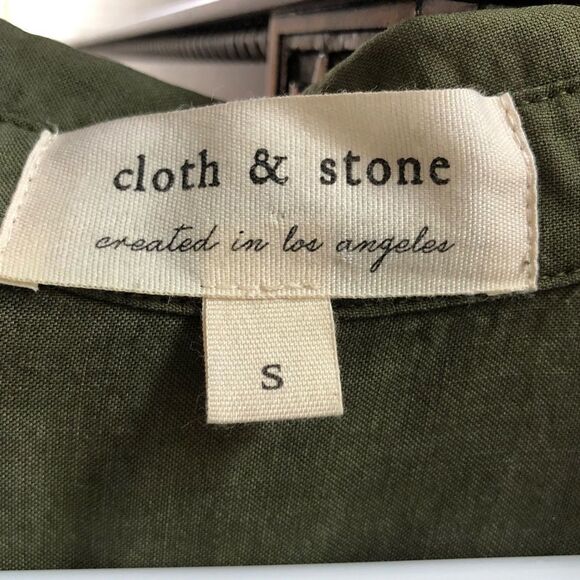 cloth & stone
created in los angeles
S